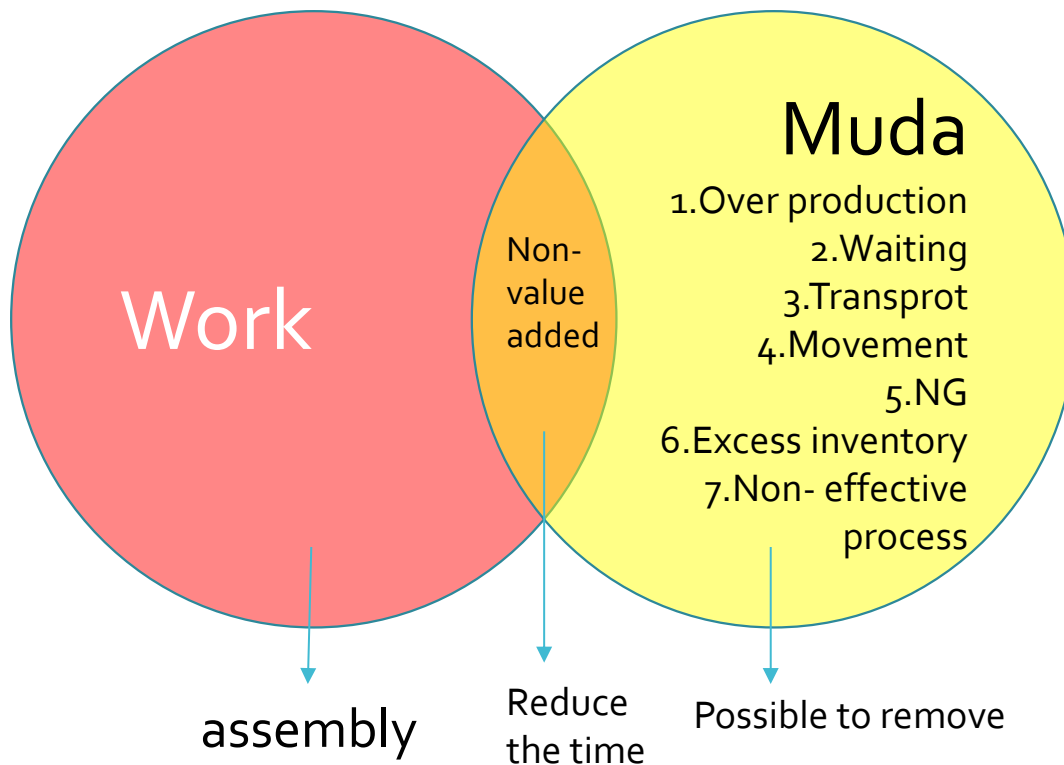 Work
Non-
value
added
Muda
1.Over production
2.Waiting
3.Transprot
4.Movement
5.NG
6.Excess inventory
7.Non- effective
process
assembly
Reduce
the time
Possible to remove